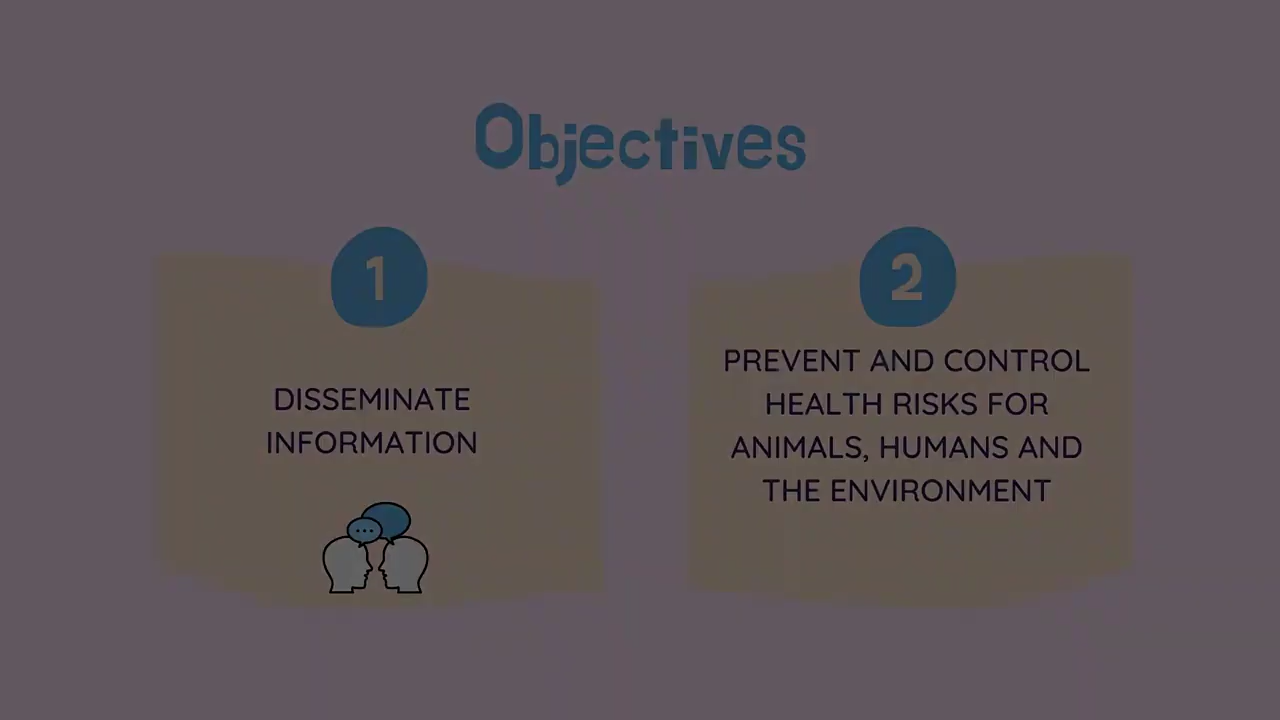 Objectives
1
DISSEMINATE
INFORMATION
2
PREVENT AND CONTROL
HEALTH RISKS FOR
ANIMALS, HUMANS AND
THE ENVIRONMENT